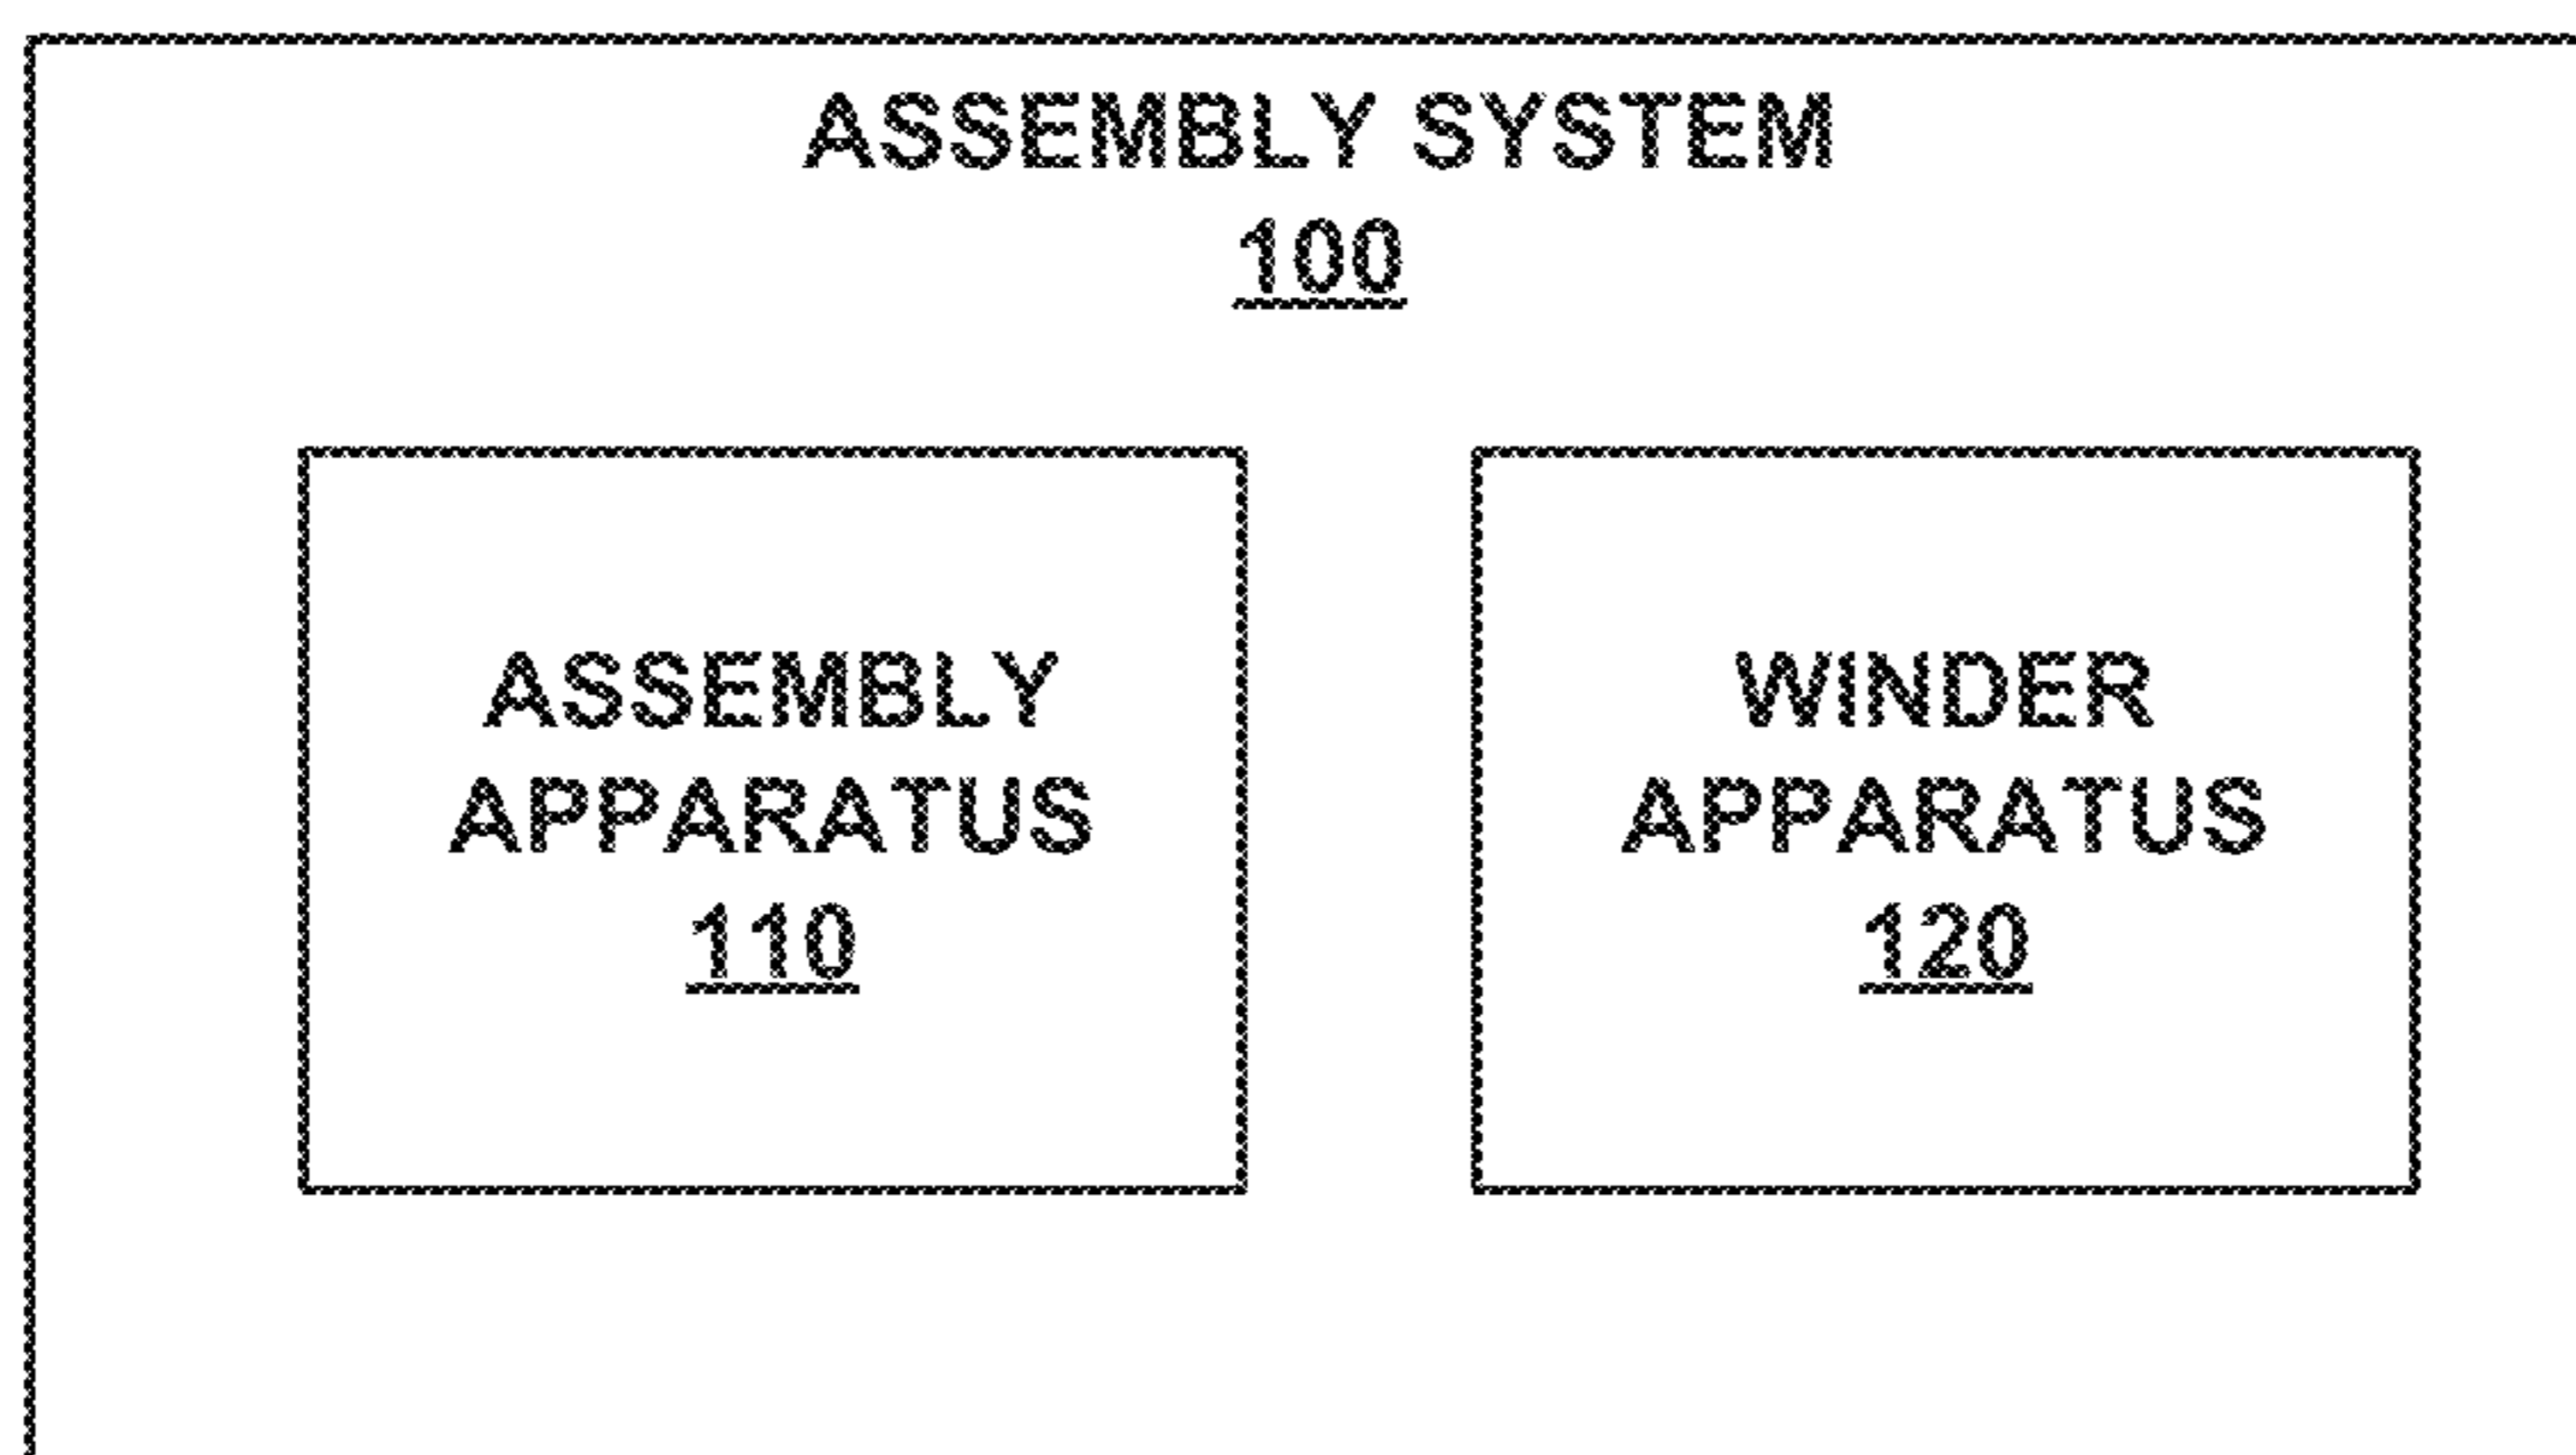 ASSEMBLY SYSTEM
100
ASSEMBLY
APPARATUS
110
WINDER
APPARATUS
120